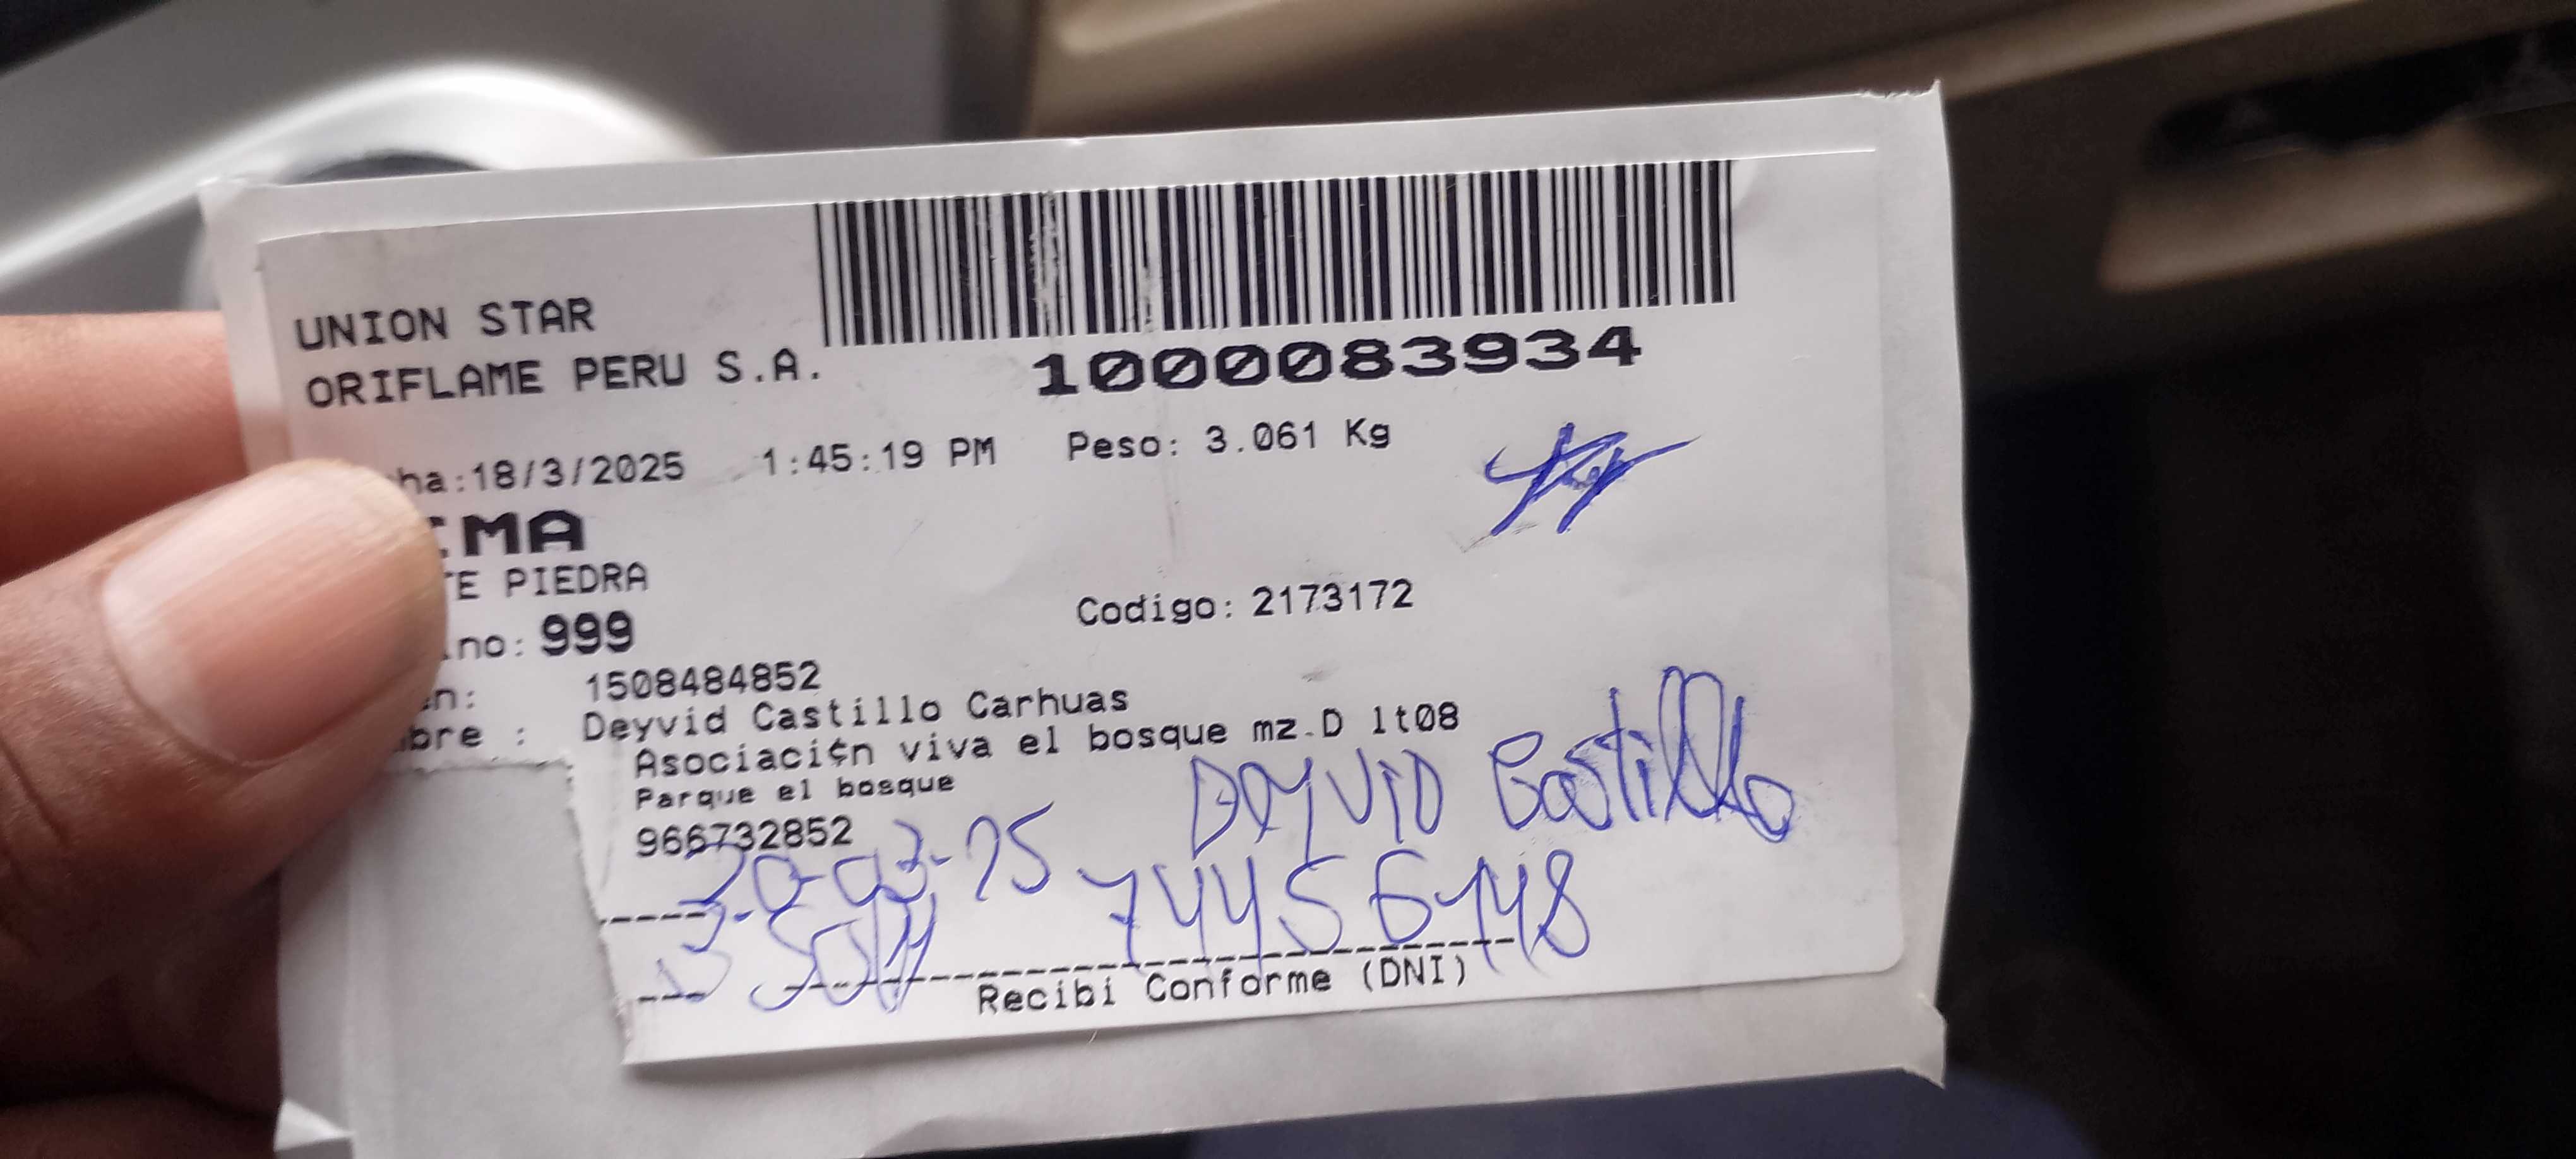 UNION STAR
ORIFLAME PERU S.A.
1000083934
ha:18/3/2025 1:45:19 PM Peso: 3.061 Kg
MA
TE PIEDRA
no: 999 Codigo: 2173172
n: 1508484852
bre : Deyvid Castillo Carhuas
Asociaci¢n viva el bosque mz.D lt08
Parque el bosque
DEYVID Castillo
966732852
20-03-25
Recibi Conforme (DNI)